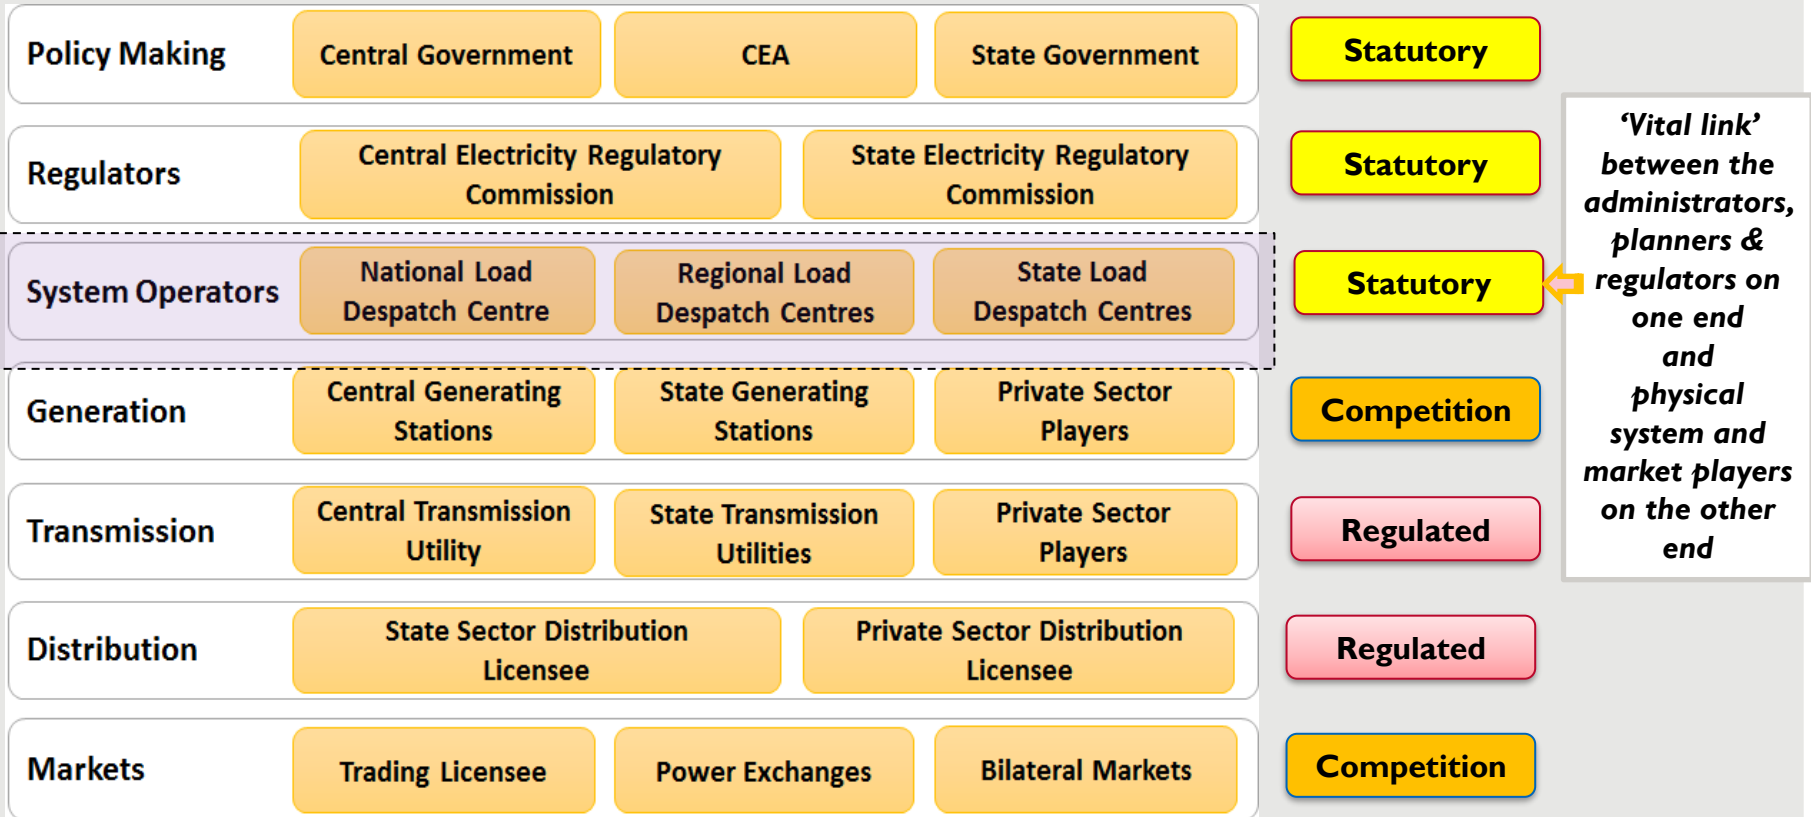 Policy Making
Central Government
CEA
State Government
Statutory
Regulators
Central Electricity Regulatory
Commission
State Electricity Regulatory
Commission
Statutory
System Operators
National Load
Despatch Centre
Regional Load
Despatch Centres
State Load
Despatch Centres
Statutory
Generation
Central Generating
Stations
State Generating
Stations
Private Sector
Players
Competition
Transmission
Central Transmission
Utility
State Transmission
Utilities
Private Sector
Players
Regulated
Distribution
State Sector Distribution
Licensee
Private Sector Distribution
Licensee
Regulated
Markets
Trading Licensee
Power Exchanges
Bilateral Markets
Competition
‘Vital link’
between the
administrators,
planners &
regulators on
one end
and
physical
system and
market players
on the other
end